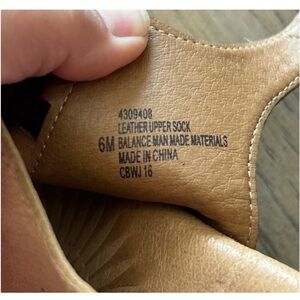 4309408
LEATHER UPPER SOCK
6M BALANCE MAN MADE MATERIALS
MADE IN CHINA
CBWJ 16